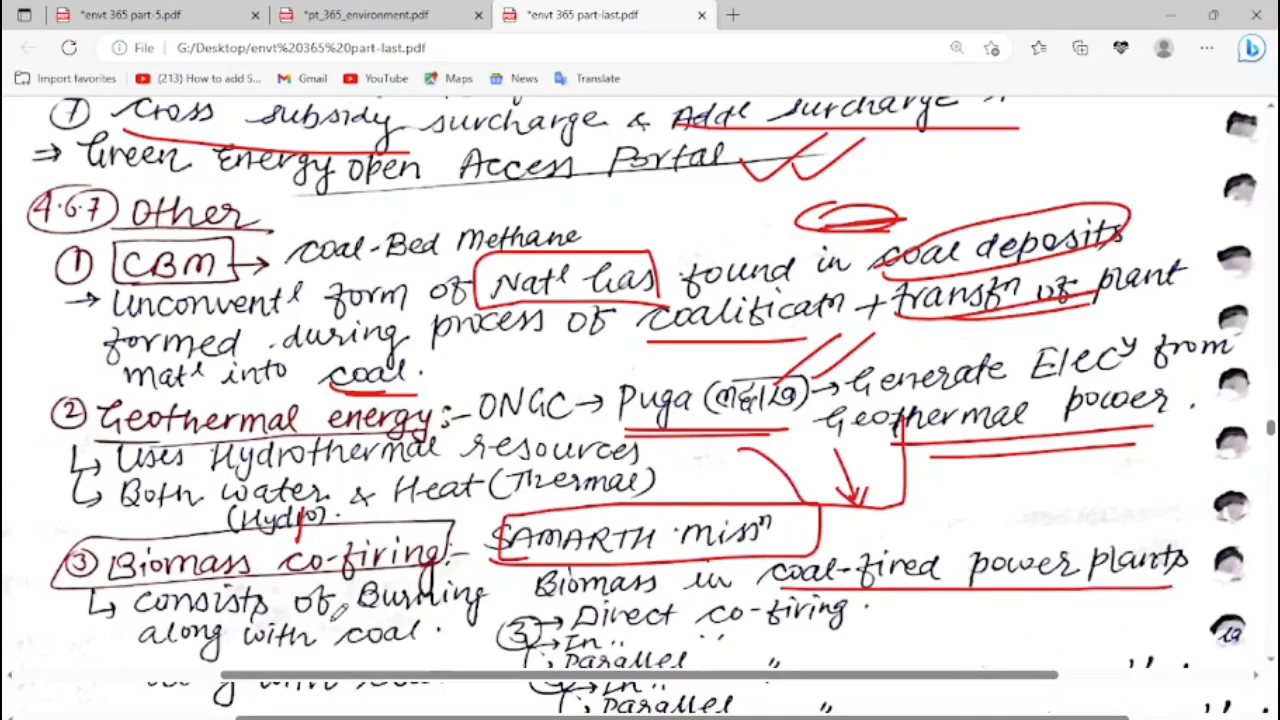 *envt 365 part-5.pdf
*pt_365_environment.pdf
*envt 365 part-last.pdf
File
G:/Desktop/envt%20365%20part-last.pdf
Import favorites
(213) How to add S...
Gmail
YouTube
Maps
News
Translate
⑦ Cross subsidy surcharge & Addl surcharge
⇒ Green Energy Open Access Portal
4.6.7 Other
① CBM → Coal-Bed Methane
→ Unconventl form of Natl Gas found in coal deposits
formed during process of coalificatn + transfn of plant
matl into coal.
② Geothermal energy:- ONGC → Puga (लद्दाख) → Generate Elecy from
Geothermal power.
↳ Uses Hydrothermal resources
↳ Both water & Heat (Thermal)
(Hydro).
③ Biomass co-firing:- SAMARTH missn
↳ consists of Burning Biomass in coal-fired power plants
along with coal.
③ → Direct co-firing.
→ In " "
→ Parallel "
→ In "
Parallel "